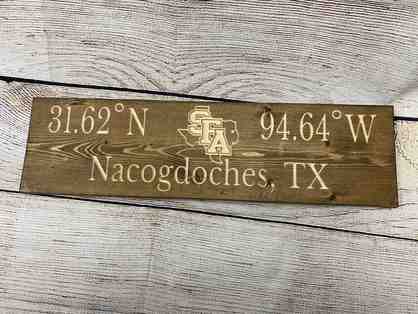 31.62°N SFA 94.64°W
Nacogdoches, TX